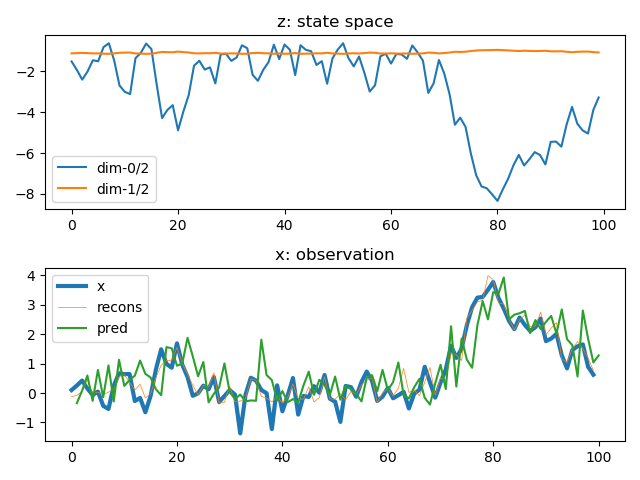 z: state space
−2
−4
−6
−8
dim-0/2
dim-1/2
0 20 40 60 80 100
x: observation
4
3
2
1
0
−1
x
recons
pred
0 20 40 60 80 100